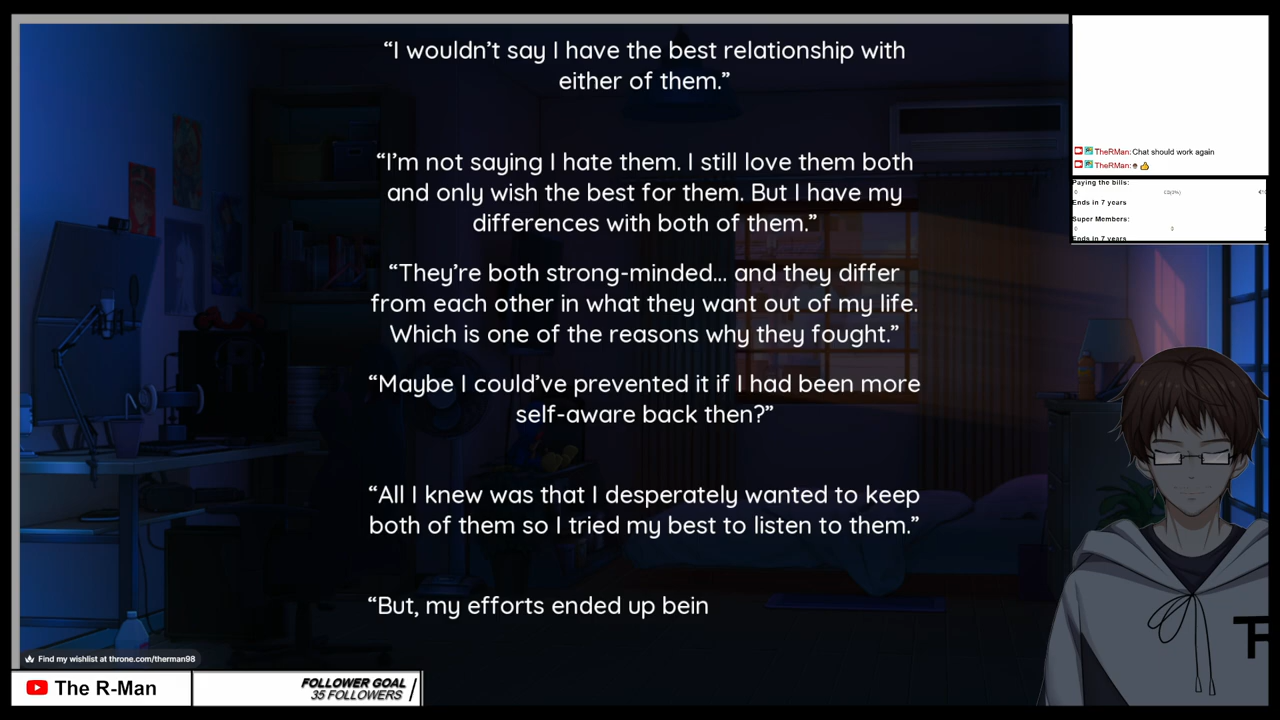 “I wouldn’t say I have the best relationship with
either of them.”
“I’m not saying I hate them. I still love them both
and only wish the best for them. But I have my
differences with both of them.”
“They’re both strong-minded... and they differ
from each other in what they want out of my life.
Which is one of the reasons why they fought.”
“Maybe I could’ve prevented it if I had been more
self-aware back then?”
“All I knew was that I desperately wanted to keep
both of them so I tried my best to listen to them.”
“But, my efforts ended up bein
TheRMan: Chat should work again
TheRMan:
Paying the bills:
0
Ends in 7 years
Super Members:
0 0
Ends in 7 years
Find my wishlist at throne.com/therman98
The R-Man
FOLLOWER GOAL
35 FOLLOWERS